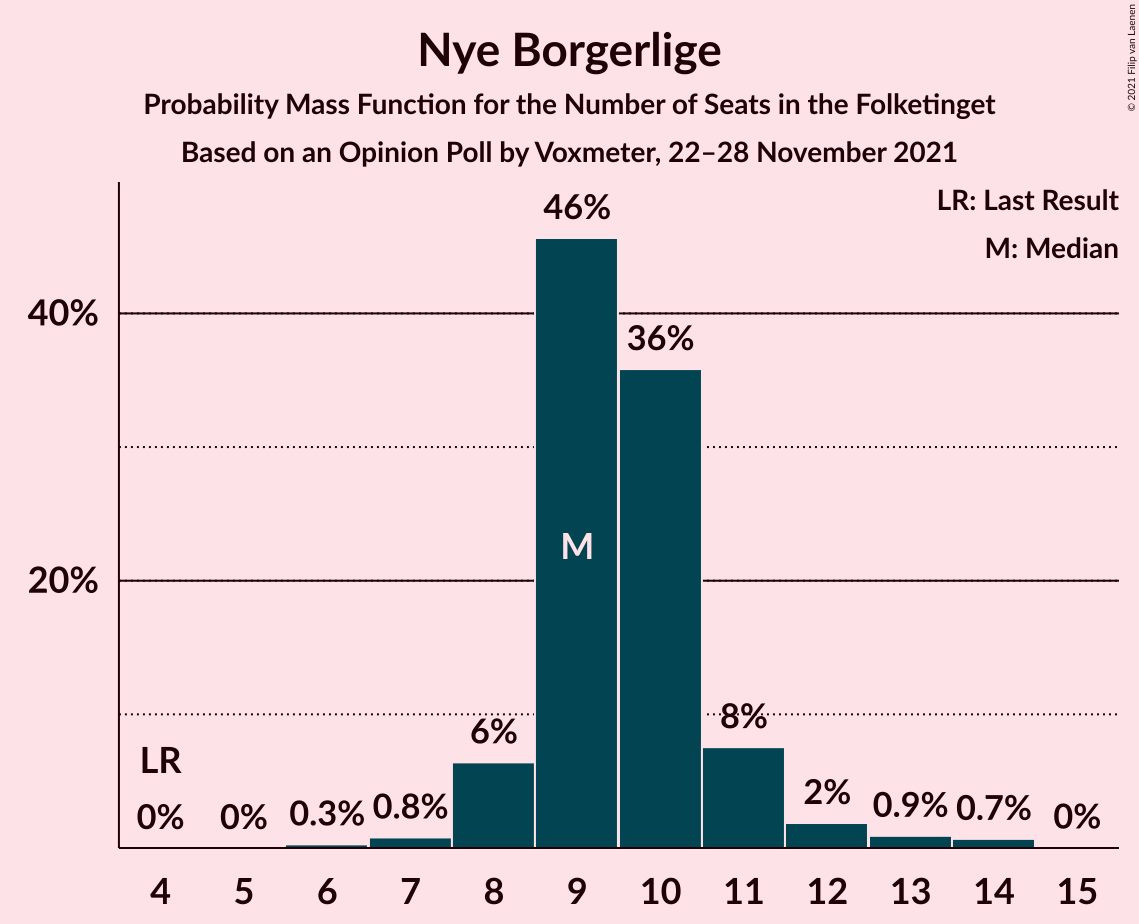 Nye Borgerlige
Probability Mass Function for the Number of Seats in the Folketinget
Based on an Opinion Poll by Voxmeter, 22–28 November 2021
© 2021 Filip van Laenen
LR: Last Result
M: Median
46%
40%
36%
M
20%
8%
6%
LR
0% 0% 0.3% 0.8% 2% 0.9% 0.7% 0%
4 5 6 7 8 9 10 11 12 13 14 15